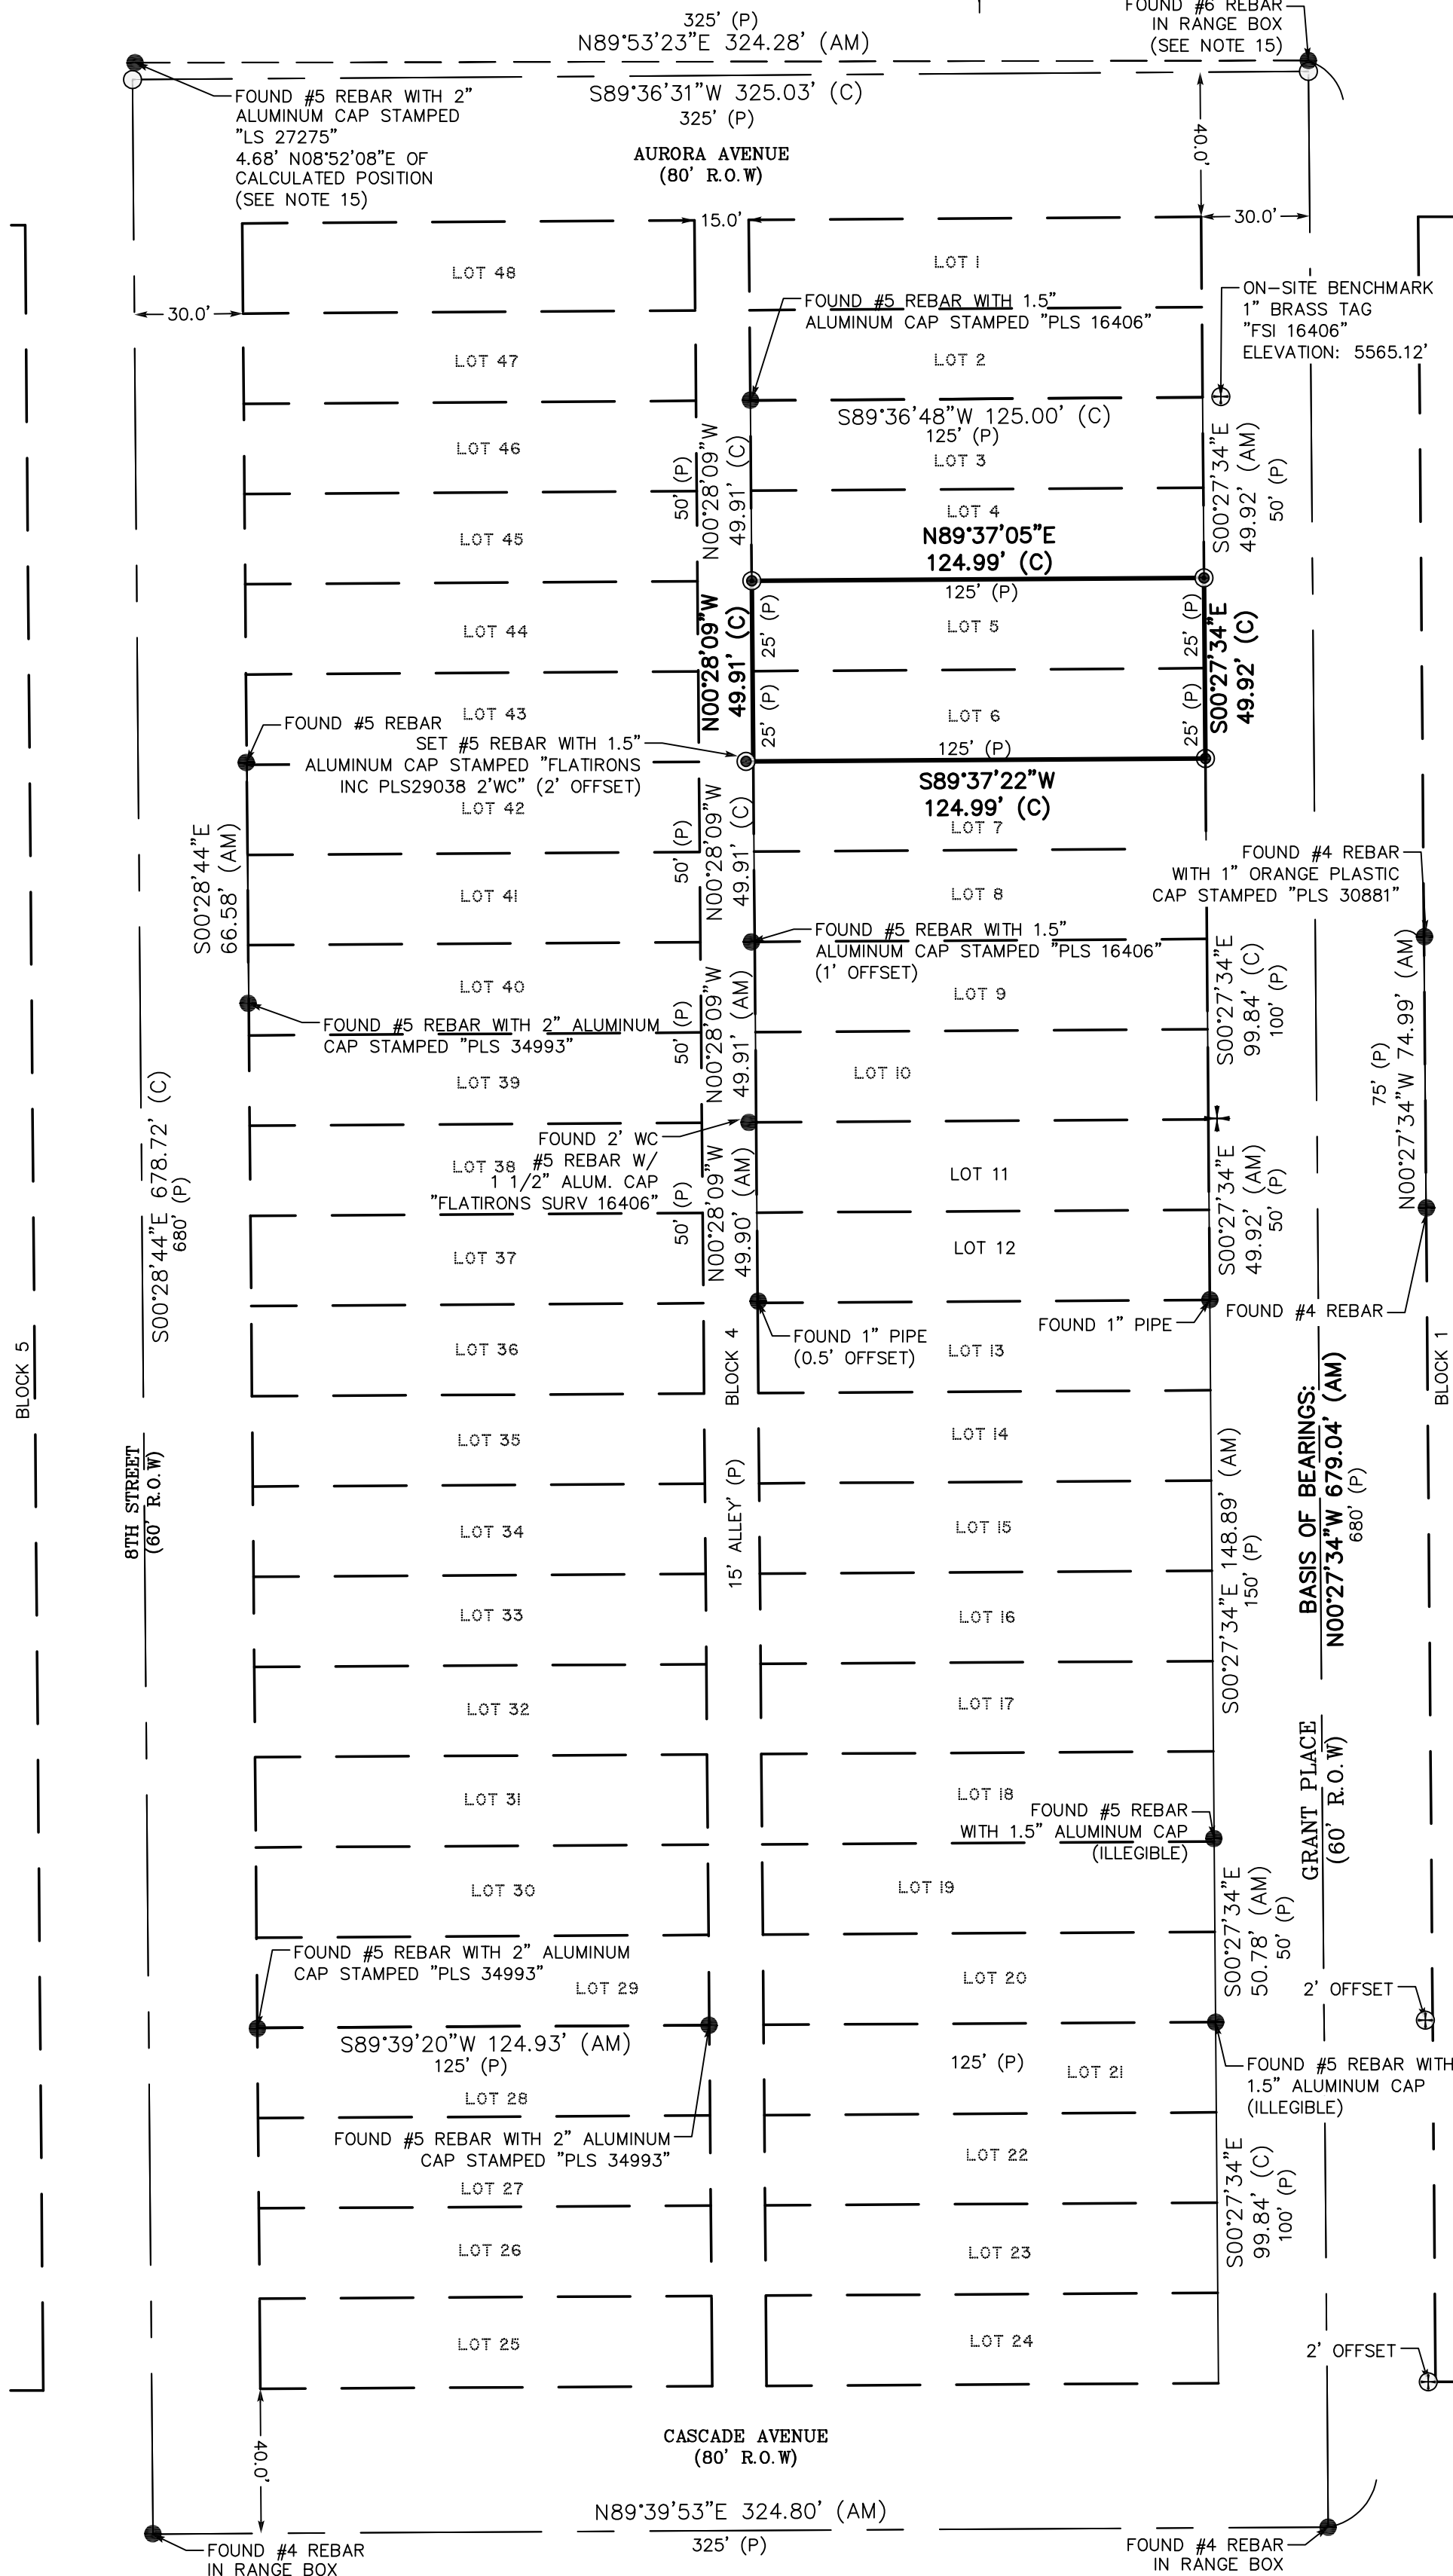 325' (P)
N89°53'23"E 324.28' (AM)
FOUND #6 REBAR
IN RANGE BOX
(SEE NOTE 15)
S89°36'31"W 325.03' (C)
325' (P)
FOUND #5 REBAR WITH 2"
ALUMINUM CAP STAMPED
"LS 27275"
4.68' N08°52'08"E OF
CALCULATED POSITION
(SEE NOTE 15)
AURORA AVENUE
(80' R.O.W)
40.0'
15.0'
30.0'
30.0'
LOT 48
LOT 1
FOUND #5 REBAR WITH 1.5"
ALUMINUM CAP STAMPED "PLS 16406"
ON-SITE BENCHMARK
1" BRASS TAG
"FSI 16406"
ELEVATION: 5565.12'
LOT 47
LOT 2
S89°36'48"W 125.00' (C)
125' (P)
LOT 46
LOT 3
50' (P)
N00°28'09"W
49.91' (C)
S00°27'34"E
49.92' (AM)
50' (P)
LOT 45
LOT 4
N89°37'05"E
124.99' (C)
125' (P)
LOT 44
LOT 5
N00°28'09"W
49.91' (C)
25' (P)
25' (P)
25' (P)
25' (P)
S00°27'34"E
49.92' (C)
LOT 43
LOT 6
125' (P)
FOUND #5 REBAR
SET #5 REBAR WITH 1.5"
ALUMINUM CAP STAMPED "FLATIRONS
INC PLS29038 2'WC" (2' OFFSET)
S89°37'22"W
124.99' (C)
LOT 42
LOT 7
S00°28'44"E
66.58' (AM)
50' (P)
N00°28'09"W
49.91' (C)
FOUND #4 REBAR
WITH 1" ORANGE PLASTIC
CAP STAMPED "PLS 30881"
LOT 41
LOT 8
FOUND #5 REBAR WITH 1.5"
ALUMINUM CAP STAMPED "PLS 16406"
(1' OFFSET)
LOT 40
LOT 9
FOUND #5 REBAR WITH 2" ALUMINUM
CAP STAMPED "PLS 34993"
50' (P)
N00°28'09"W
49.91' (AM)
S00°27'34"E
99.84' (C)
100' (P)
75' (P)
N00°27'34"W 74.99' (AM)
LOT 39
LOT 10
FOUND 2' WC
#5 REBAR W/
1 1/2" ALUM. CAP
"FLATIRONS SURV 16406"
LOT 38
LOT 11
50' (P)
N00°28'09"W
49.90' (AM)
S00°27'34"E
49.92' (AM)
50' (P)
S00°28'44"E 678.72' (C)
680' (P)
LOT 37
LOT 12
FOUND 1" PIPE
(0.5' OFFSET)
FOUND 1" PIPE
FOUND #4 REBAR
LOT 36
LOT 13
BLOCK 5
BLOCK 4
BLOCK 1
BASIS OF BEARINGS:
N00°27'34"W 679.04' (AM)
680' (P)
LOT 35
LOT 14
8TH STREET
(60' R.O.W)
15' ALLEY' (P)
S00°27'34"E 148.89' (AM)
150' (P)
LOT 34
LOT 15
LOT 33
LOT 16
LOT 32
LOT 17
GRANT PLACE
(60' R.O.W)
LOT 31
LOT 18
FOUND #5 REBAR
WITH 1.5" ALUMINUM CAP
(ILLEGIBLE)
LOT 30
LOT 19
S00°27'34"E
50.78' (AM)
50' (P)
FOUND #5 REBAR WITH 2" ALUMINUM
CAP STAMPED "PLS 34993"
LOT 29
LOT 20
2' OFFSET
S89°39'20"W 124.93' (AM)
125' (P)
125' (P)
LOT 21
FOUND #5 REBAR WITH
1.5" ALUMINUM CAP
(ILLEGIBLE)
LOT 28
FOUND #5 REBAR WITH 2" ALUMINUM
CAP STAMPED "PLS 34993"
LOT 22
LOT 27
S00°27'34"E
99.84' (C)
100' (P)
LOT 26
LOT 23
LOT 25
LOT 24
2' OFFSET
40.0'
CASCADE AVENUE
(80' R.O.W)
N89°39'53"E 324.80' (AM)
325' (P)
FOUND #4 REBAR
IN RANGE BOX
FOUND #4 REBAR
IN RANGE BOX